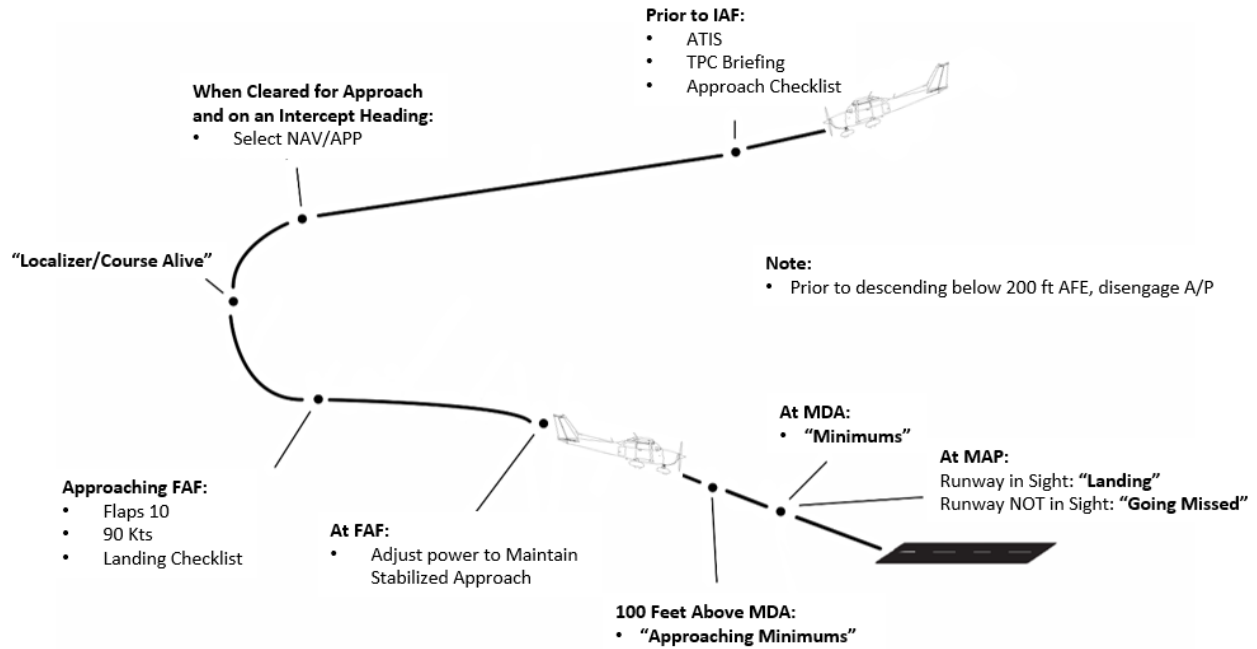 Prior to IAF:
• ATIS
• TPC Briefing
• Approach Checklist
When Cleared for Approach
and on an Intercept Heading:
• Select NAV/APP
“Localizer/Course Alive”
Note:
• Prior to descending below 200 ft AFE, disengage A/P
Approaching FAF:
• Flaps 10
• 90 Kts
• Landing Checklist
At FAF:
• Adjust power to Maintain
Stabilized Approach
100 Feet Above MDA:
• “Approaching Minimums”
At MDA:
• “Minimums”
At MAP:
Runway in Sight: “Landing”
Runway NOT in Sight: “Going Missed”